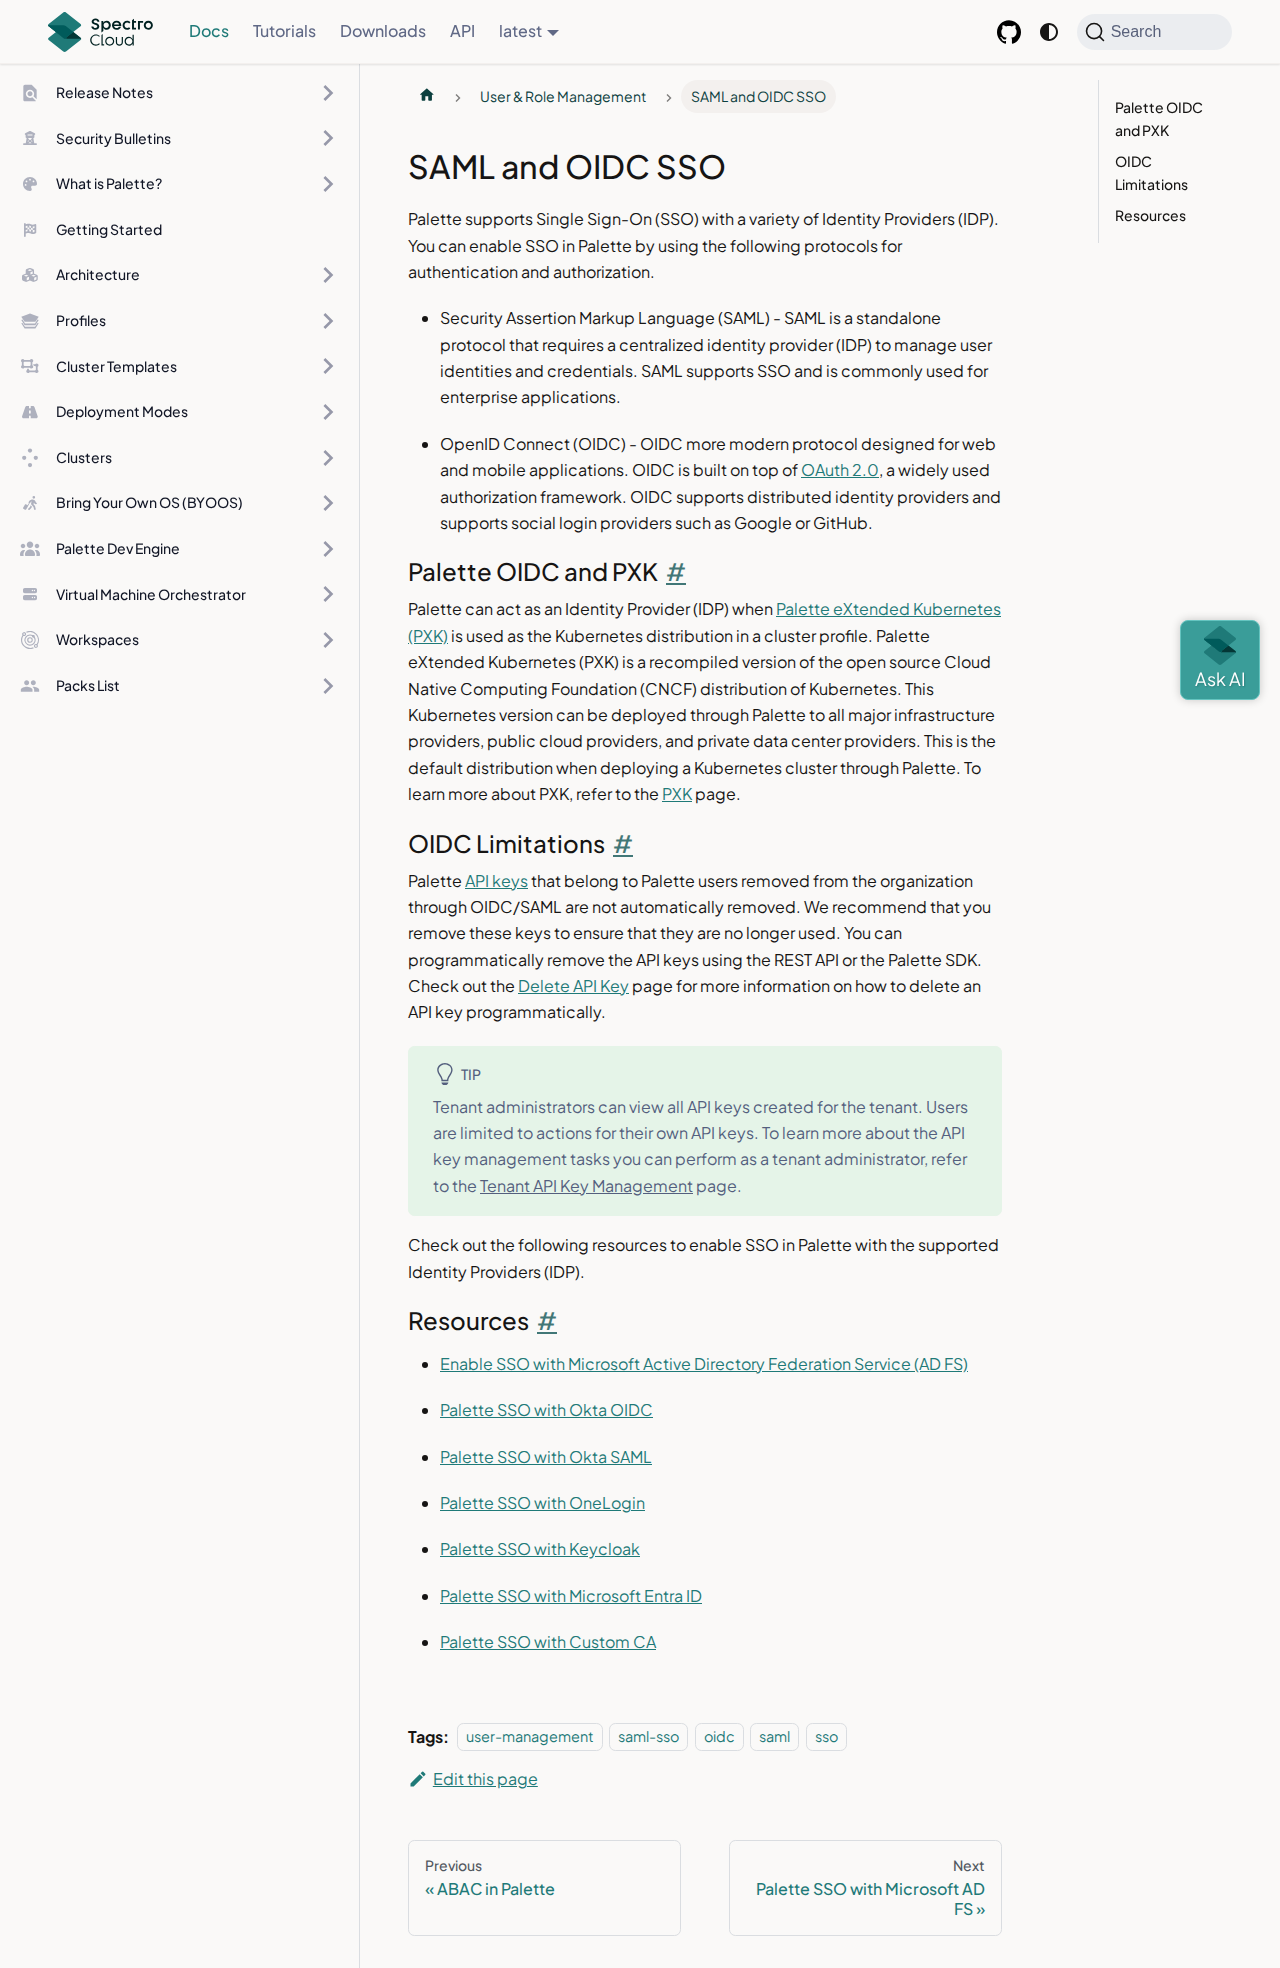 Spectro
Cloud
Docs
Tutorials
Downloads
API
latest
Search
Release Notes
Security Bulletins
What is Palette?
Getting Started
Architecture
Profiles
Cluster Templates
Deployment Modes
Clusters
Bring Your Own OS (BYOOS)
Palette Dev Engine
Virtual Machine Orchestrator
Workspaces
Packs List
User & Role Management
SAML and OIDC SSO
SAML and OIDC SSO
Palette supports Single Sign-On (SSO) with a variety of Identity Providers (IDP).
You can enable SSO in Palette by using the following protocols for
authentication and authorization.
Security Assertion Markup Language (SAML) - SAML is a standalone
protocol that requires a centralized identity provider (IDP) to manage user
identities and credentials. SAML supports SSO and is commonly used for
enterprise applications.
OpenID Connect (OIDC) - OIDC more modern protocol designed for web
and mobile applications. OIDC is built on top of OAuth 2.0, a widely used
authorization framework. OIDC supports distributed identity providers and
supports social login providers such as Google or GitHub.
Palette OIDC and PXK #
Palette can act as an Identity Provider (IDP) when Palette eXtended Kubernetes
(PXK) is used as the Kubernetes distribution in a cluster profile. Palette
eXtended Kubernetes (PXK) is a recompiled version of the open source Cloud
Native Computing Foundation (CNCF) distribution of Kubernetes. This
Kubernetes version can be deployed through Palette to all major infrastructure
providers, public cloud providers, and private data center providers. This is the
default distribution when deploying a Kubernetes cluster through Palette. To
learn more about PXK, refer to the PXK page.
OIDC Limitations #
Palette API keys that belong to Palette users removed from the organization
through OIDC/SAML are not automatically removed. We recommend that you
remove these keys to ensure that they are no longer used. You can
programmatically remove the API keys using the REST API or the Palette SDK.
Check out the Delete API Key page for more information on how to delete an
API key programmatically.
TIP
Tenant administrators can view all API keys created for the tenant. Users
are limited to actions for their own API keys. To learn more about the API
key management tasks you can perform as a tenant administrator, refer
to the Tenant API Key Management page.
Check out the following resources to enable SSO in Palette with the supported
Identity Providers (IDP).
Resources #
Enable SSO with Microsoft Active Directory Federation Service (AD FS)
Palette SSO with Okta OIDC
Palette SSO with Okta SAML
Palette SSO with OneLogin
Palette SSO with Keycloak
Palette SSO with Microsoft Entra ID
Palette SSO with Custom CA
Tags: user-management saml-sso oidc saml sso
Edit this page
Previous
« ABAC in Palette
Next
Palette SSO with Microsoft AD
FS »
Palette OIDC
and PXK
OIDC
Limitations
Resources
Ask AI